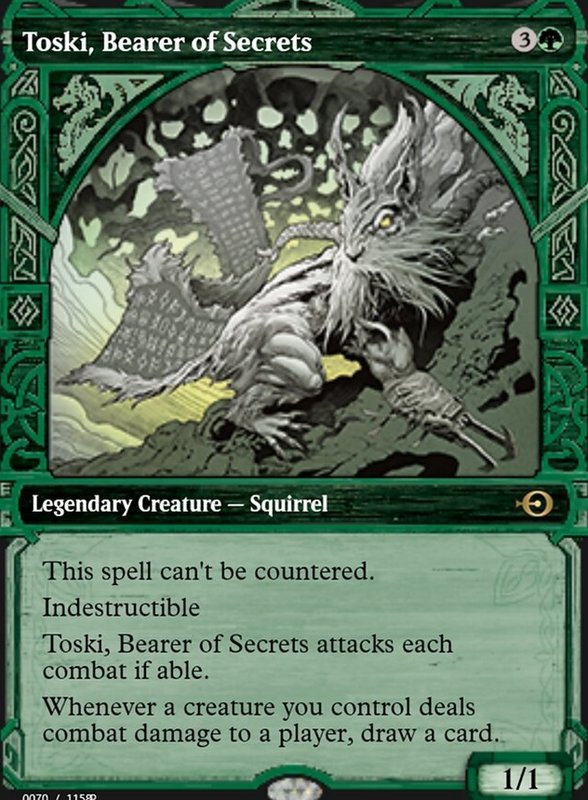 Toski, Bearer of Secrets 3
Legendary Creature — Squirrel
This spell can't be countered.
Indestructible
Toski, Bearer of Secrets attacks each
combat if able.
Whenever a creature you control deals
combat damage to a player, draw a card.
1/1